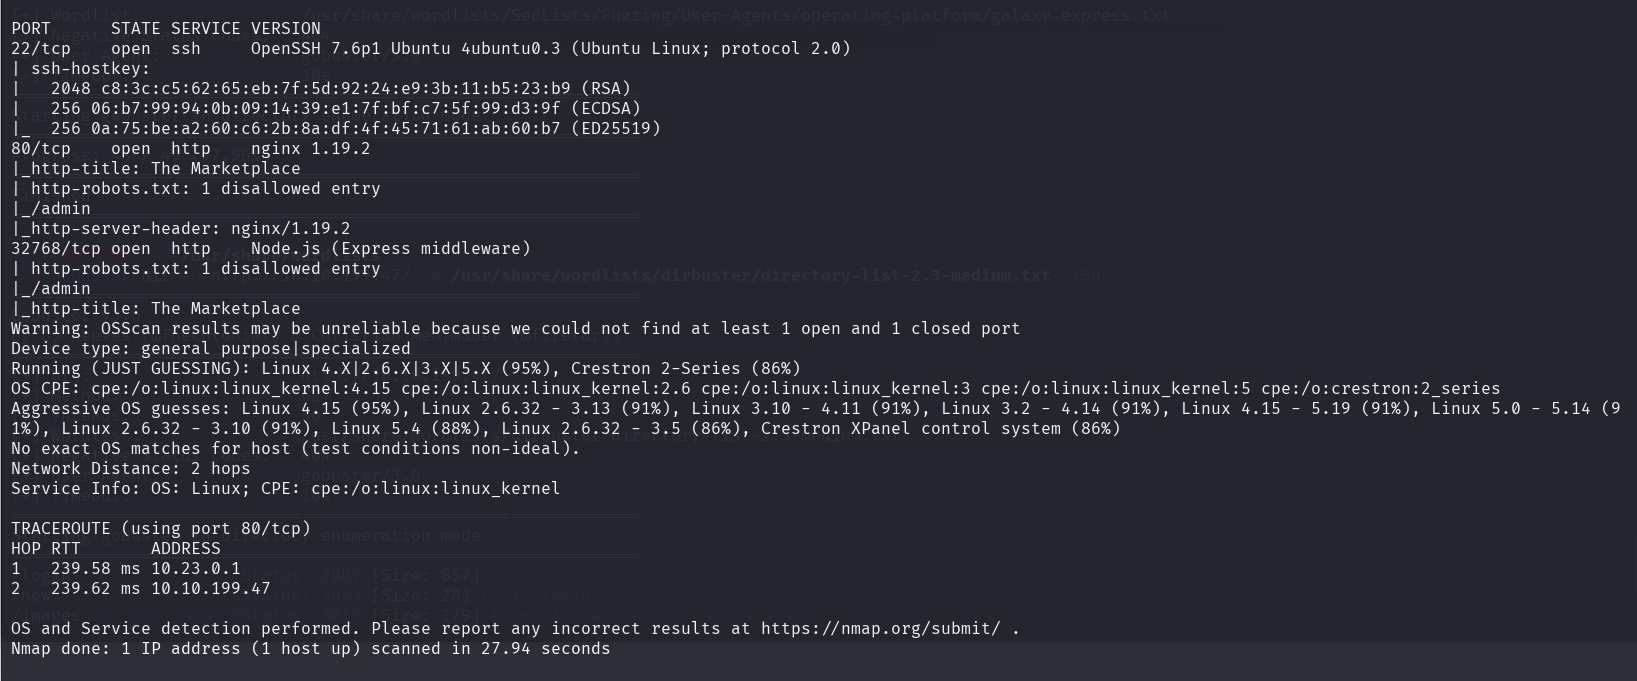 PORT      STATE SERVICE VERSION
22/tcp    open  ssh     OpenSSH 7.6p1 Ubuntu 4ubuntu0.3 (Ubuntu Linux; protocol 2.0)
| ssh-hostkey:
|   2048 c8:3c:c5:62:65:eb:7f:5d:92:24:e9:3b:11:b5:23:b9 (RSA)
|   256 06:b7:99:94:0b:09:14:39:e1:7f:bf:c7:5f:99:d3:9f (ECDSA)
|_  256 0a:75:be:a2:60:c6:2b:8a:df:4f:45:71:61:ab:60:b7 (ED25519)
80/tcp    open  http    nginx 1.19.2
|_http-title: The Marketplace
| http-robots.txt: 1 disallowed entry
|_/admin
|_http-server-header: nginx/1.19.2
32768/tcp open  http    Node.js (Express middleware)
| http-robots.txt: 1 disallowed entry
|_/admin
|_http-title: The Marketplace
Warning: OSScan results may be unreliable because we could not find at least 1 open and 1 closed port
Device type: general purpose|specialized
Running (JUST GUESSING): Linux 4.X|2.6.X|3.X|5.X (95%), Crestron 2-Series (86%)
OS CPE: cpe:/o:linux:linux_kernel:4.15 cpe:/o:linux:linux_kernel:2.6 cpe:/o:linux:linux_kernel:3 cpe:/o:linux:linux_kernel:5 cpe:/o:crestron:2_series
Aggressive OS guesses: Linux 4.15 (95%), Linux 2.6.32 - 3.13 (91%), Linux 3.10 - 4.11 (91%), Linux 3.2 - 4.14 (91%), Linux 4.15 - 5.19 (91%), Linux 5.0 - 5.14 (9
1%), Linux 2.6.32 - 3.10 (91%), Linux 5.4 (88%), Linux 2.6.32 - 3.5 (86%), Crestron XPanel control system (86%)
No exact OS matches for host (test conditions non-ideal).
Network Distance: 2 hops
Service Info: OS: Linux; CPE: cpe:/o:linux:linux_kernel
TRACEROUTE (using port 80/tcp)
HOP RTT       ADDRESS
1   239.58 ms 10.23.0.1
2   239.62 ms 10.10.199.47
OS and Service detection performed. Please report any incorrect results at https://nmap.org/submit/ .
Nmap done: 1 IP address (1 host up) scanned in 27.94 seconds